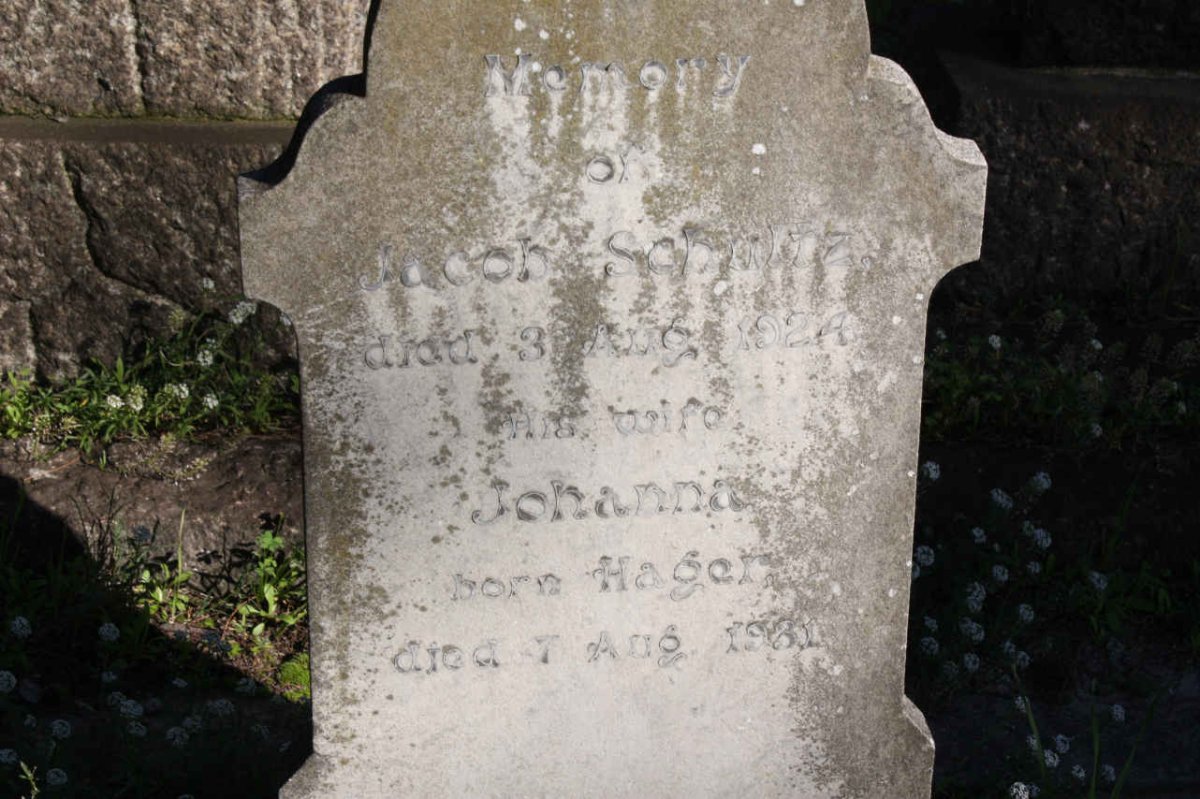 Memory
of
Jacob Schultz.
died 3 Aug 1924
His wife
Johanna
born Hager,
died 7 Aug. 1931